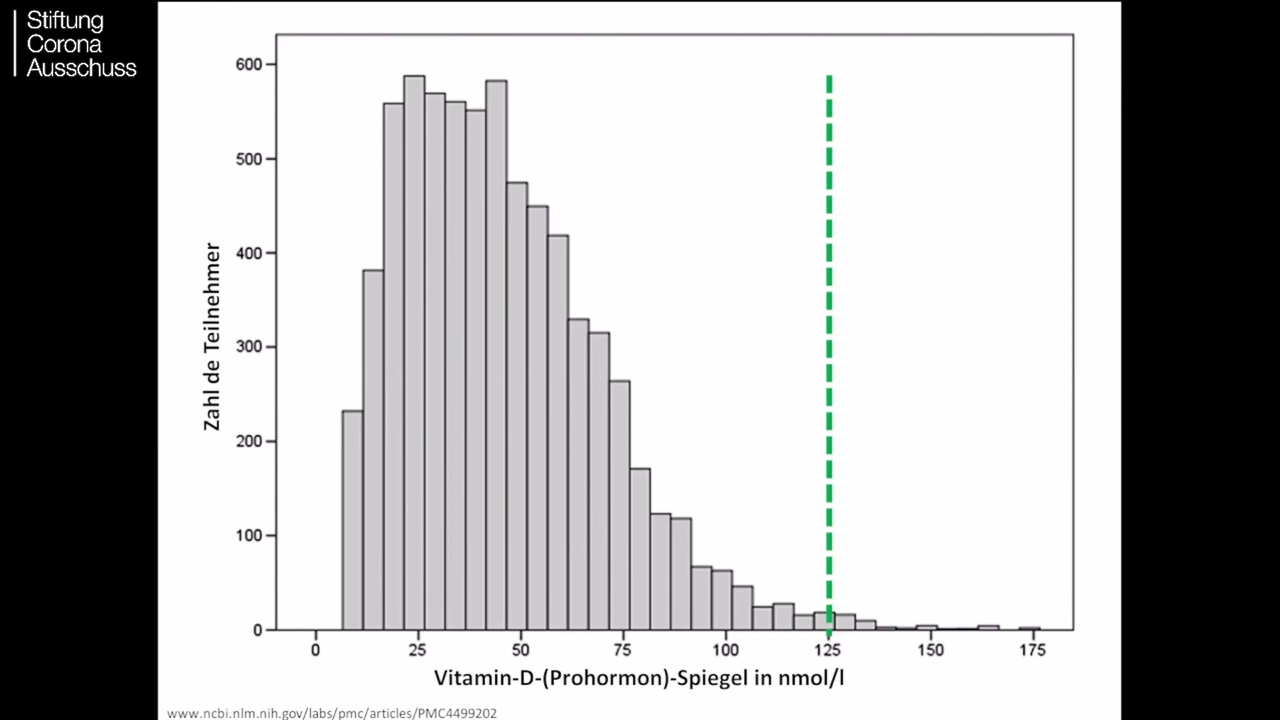 Stiftung
Corona
Ausschuss
600
500
400
300
200
100
0
Zahl de Teilnehmer
0 25 50 75 100 125 150 175
Vitamin-D-(Prohormon)-Spiegel in nmol/l
www.ncbi.nlm.nih.gov/labs/pmc/articles/PMC4499202